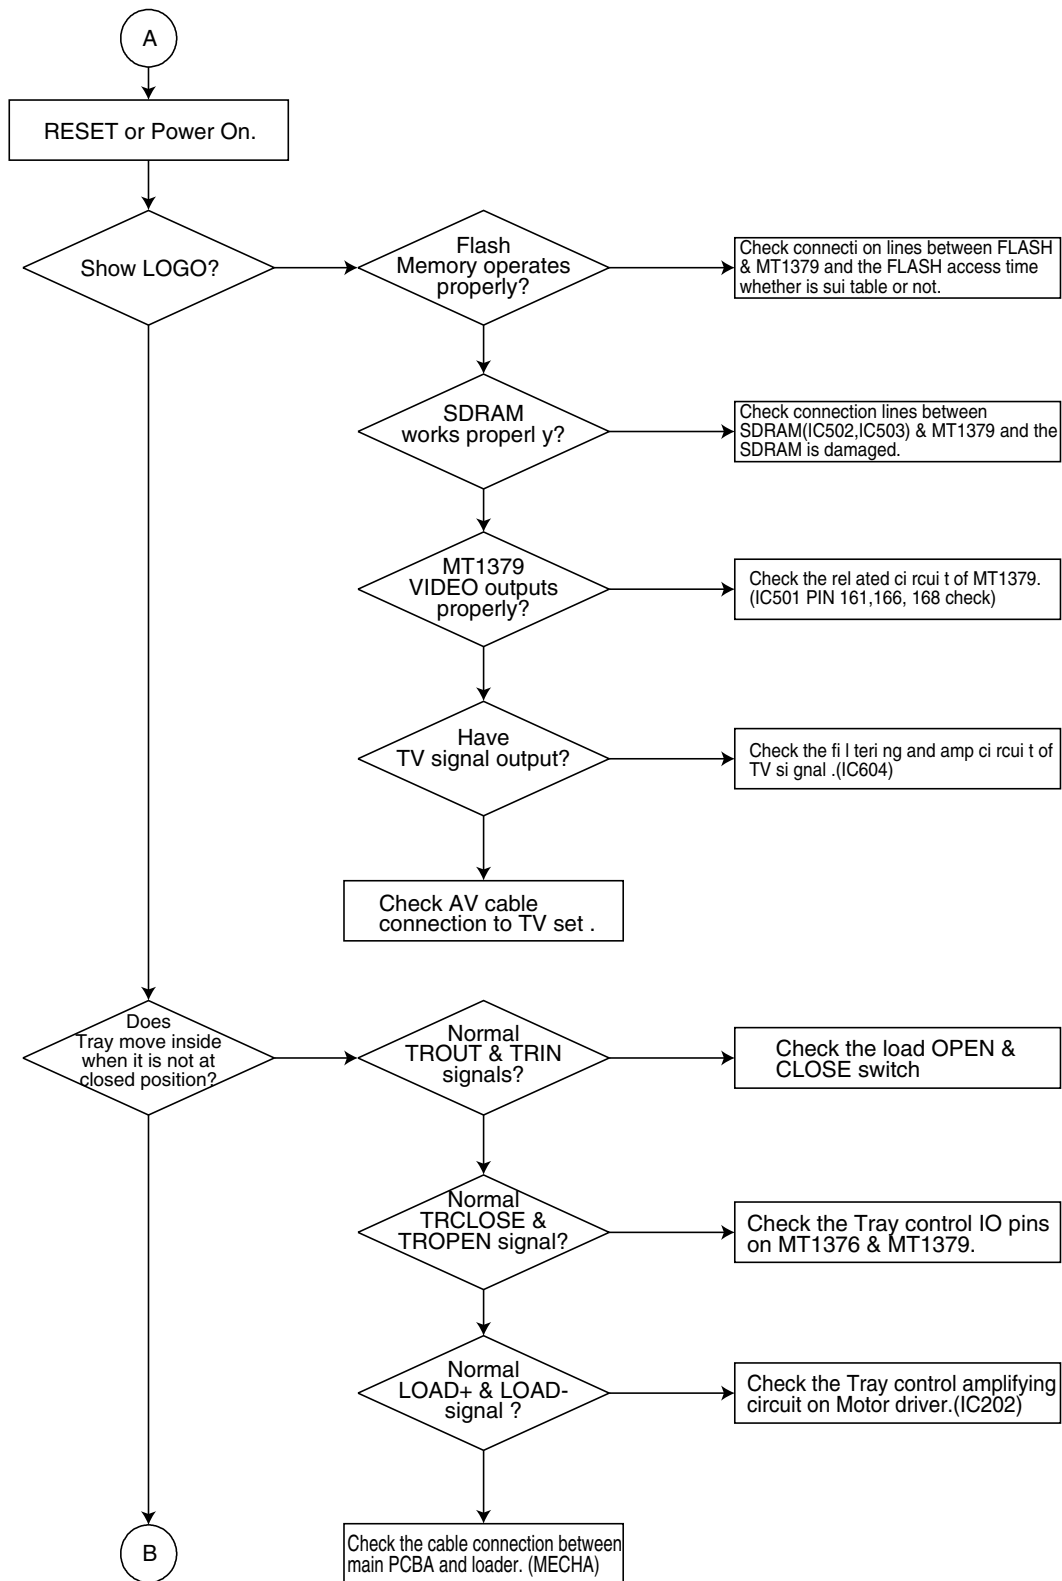 A
RESET or Power On.
Show LOGO?
Flash
Memory operates
properly?
Check connecti on lines between FLASH
& MT1379 and the FLASH access time
whether is sui table or not.
SDRAM
works properl y?
Check connection lines between
SDRAM(IC502,IC503) & MT1379 and the
SDRAM is damaged.
MT1379
VIDEO outputs
properly?
Check the rel ated ci rcui t of MT1379.
(IC501 PIN 161,166, 168 check)
Have
TV signal output?
Check the fi l teri ng and amp ci rcui t of
TV si gnal .(IC604)
Check AV cable
connection to TV set .
Does
Tray move inside
when it is not at
closed position?
Normal
TROUT & TRIN
signals?
Check the load OPEN &
CLOSE switch
Normal
TRCLOSE &
TROPEN signal?
Check the Tray control IO pins
on MT1376 & MT1379.
Normal
LOAD+ & LOAD-
signal ?
Check the Tray control amplifying
circuit on Motor driver.(IC202)
Check the cable connection between
main PCBA and loader. (MECHA)
B